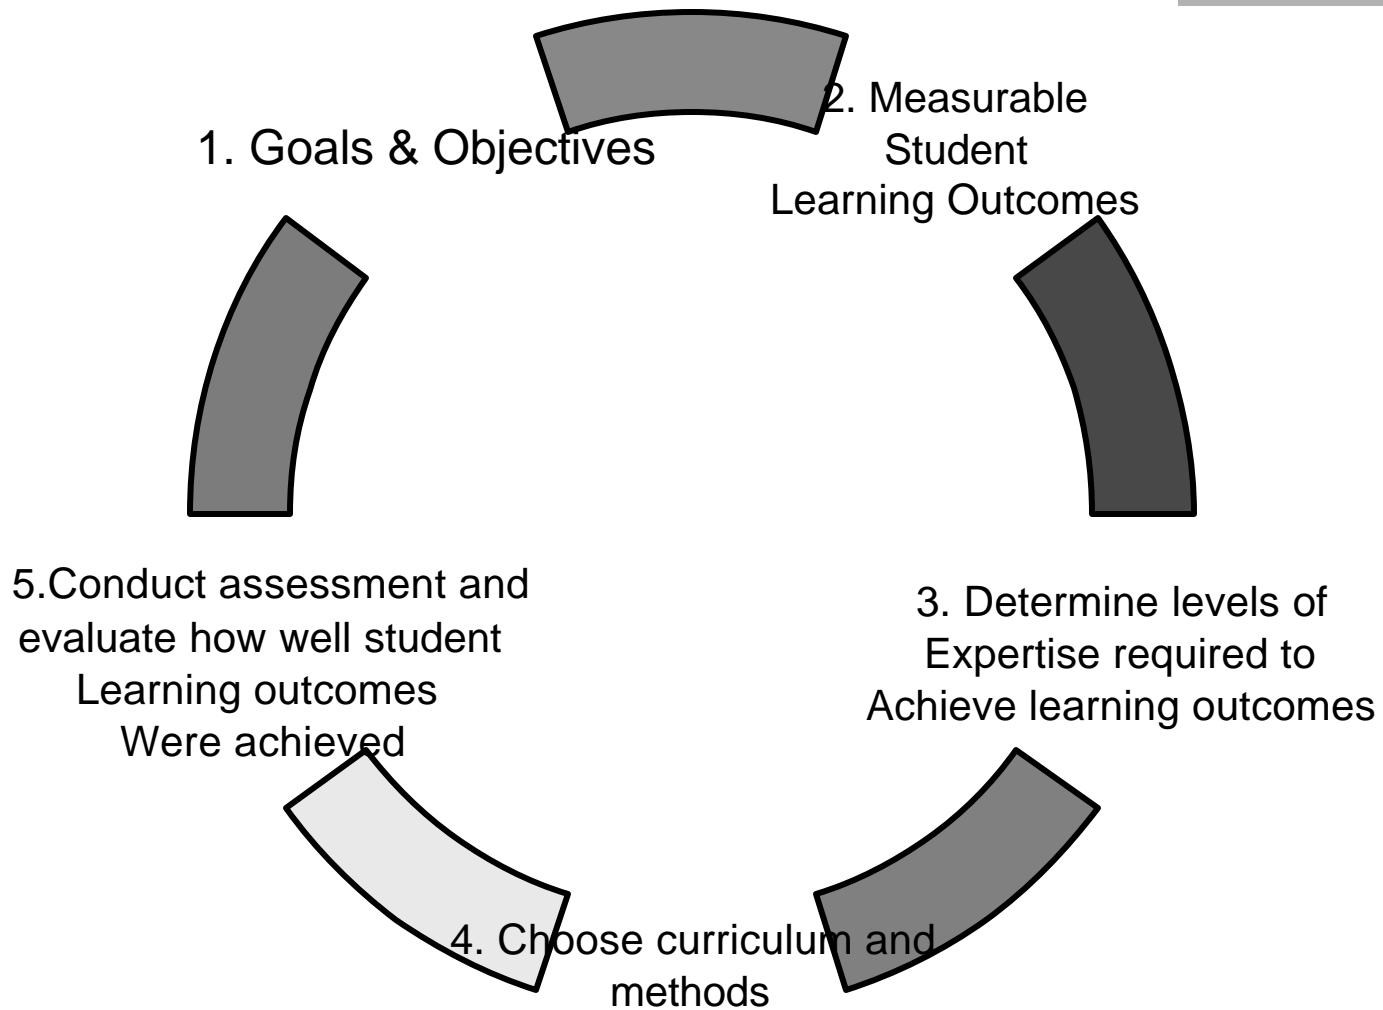 1. Goals & Objectives
2. Measurable
Student
Learning Outcomes
3. Determine levels of
Expertise required to
Achieve learning outcomes
4. Choose curriculum and
methods
5.Conduct assessment and
evaluate how well student
Learning outcomes
Were achieved